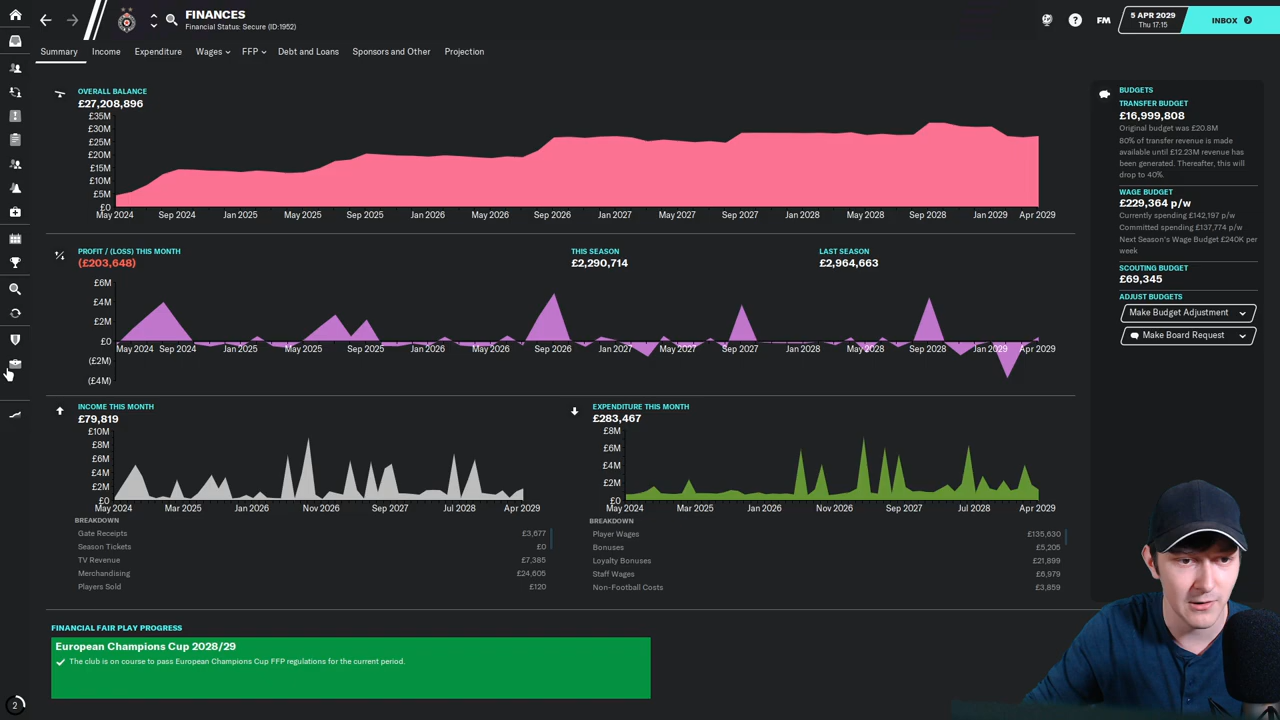 FINANCES
Financial Status: Secure (ID:1952)
5 APR 2029
Thu 17:15
INBOX
FM
Summary
Income
Expenditure
Wages
FFP
Debt and Loans
Sponsors and Other
Projection
OVERALL BALANCE
£27,208,896
£35M
£30M
£25M
£20M
£15M
£10M
£5M
£0
May 2024 Sep 2024 Jan 2025 May 2025 Sep 2025 Jan 2026 May 2026 Sep 2026 Jan 2027 May 2027 Sep 2027 Jan 2028 May 2028 Sep 2028 Jan 2029 Apr 2029
PROFIT / (LOSS) THIS MONTH
(£203,648)
THIS SEASON
£2,290,714
LAST SEASON
£2,964,663
£6M
£4M
£2M
£0
(£2M)
(£4M)
May 2024 Sep 2024 Jan 2025 May 2025 Sep 2025 Jan 2026 May 2026 Sep 2026 Jan 2027 May 2027 Sep 2027 Jan 2028 May 2028 Sep 2028 Jan 2029 Apr 2029
INCOME THIS MONTH
£79,819
£10M
£8M
£6M
£4M
£2M
£0
May 2024 Mar 2025 Jan 2026 Nov 2026 Sep 2027 Jul 2028 Apr 2029
BREAKDOWN
Gate Receipts £3,677
Season Tickets £0
TV Revenue £7,385
Merchandising £24,605
Players Sold £120
EXPENDITURE THIS MONTH
£283,467
£8M
£6M
£4M
£2M
£0
May 2024 Mar 2025 Jan 2026 Nov 2026 Sep 2027 Jul 2028 Apr 2029
BREAKDOWN
Player Wages £135,630
Bonuses £5,205
Loyalty Bonuses £21,899
Staff Wages £6,979
Non-Football Costs £3,859
FINANCIAL FAIR PLAY PROGRESS
European Champions Cup 2028/29
The club is on course to pass European Champions Cup FFP regulations for the current period.
BUDGETS
TRANSFER BUDGET
£16,999,808
Original budget was £20.8M
80% of transfer revenue is made
available until £12.23M revenue has
been generated. Thereafter, this will
drop to 40%.
WAGE BUDGET
£229,364 p/w
Currently spending £142,197 p/w
Committed spending £137,774 p/w
Next Season's Wage Budget £240K per
week
SCOUTING BUDGET
£69,345
ADJUST BUDGETS
Make Budget Adjustment
Make Board Request
2